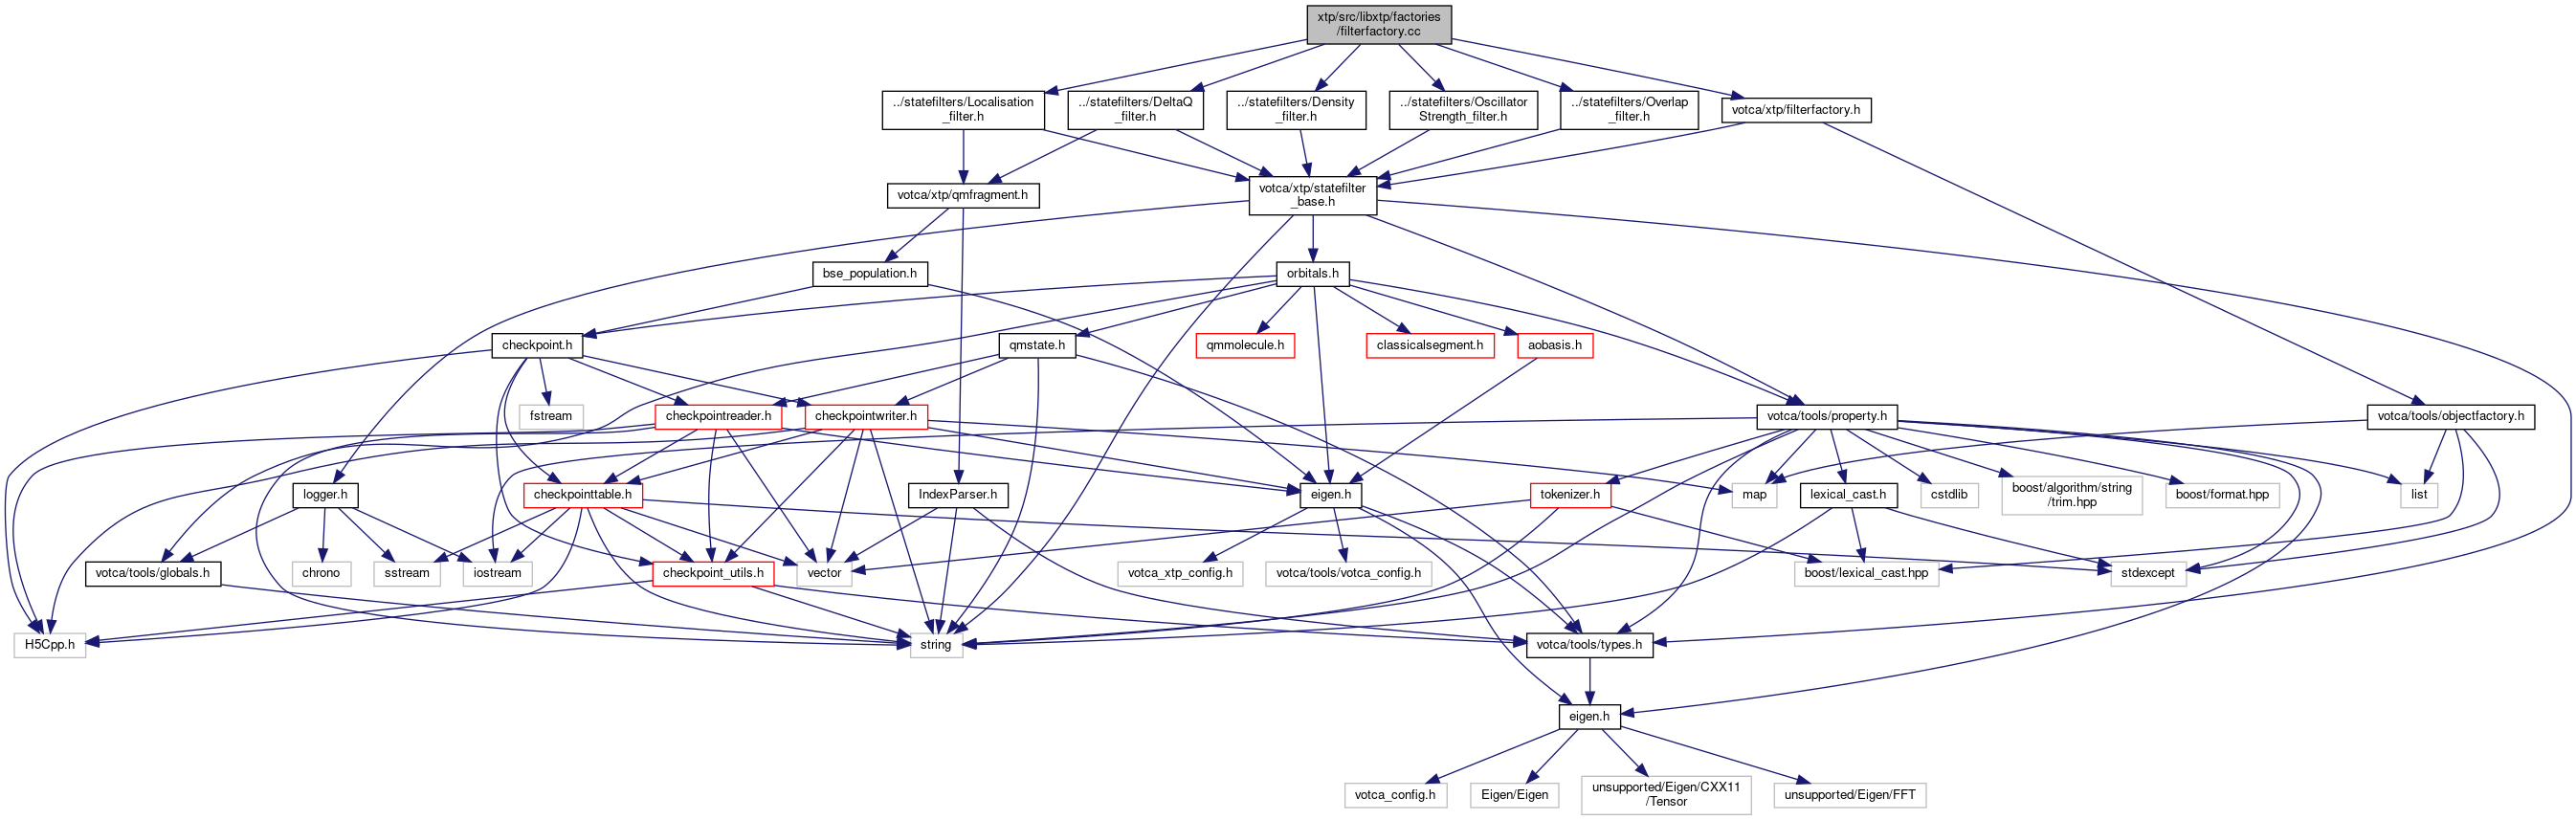 xtp/src/libxtp/factories
/filterfactory.cc
../statefilters/Localisation
_filter.h
../statefilters/DeltaQ
_filter.h
../statefilters/Density
_filter.h
../statefilters/Oscillator
Strength_filter.h
../statefilters/Overlap
_filter.h
votca/xtp/filterfactory.h
votca/xtp/qmfragment.h
votca/xtp/statefilter
_base.h
bse_population.h
orbitals.h
checkpoint.h
qmstate.h
qmmolecule.h
classicalsegment.h
aobasis.h
fstream
checkpointreader.h
checkpointwriter.h
votca/tools/property.h
votca/tools/objectfactory.h
logger.h
checkpointtable.h
IndexParser.h
eigen.h
tokenizer.h
map
lexical_cast.h
cstdlib
boost/algorithm/string
/trim.hpp
boost/format.hpp
list
votca/tools/globals.h
chrono
sstream
iostream
checkpoint_utils.h
vector
votca_xtp_config.h
votca/tools/votca_config.h
boost/lexical_cast.hpp
stdexcept
H5Cpp.h
string
votca/tools/types.h
eigen.h
votca_config.h
Eigen/Eigen
unsupported/Eigen/CXX11
/Tensor
unsupported/Eigen/FFT